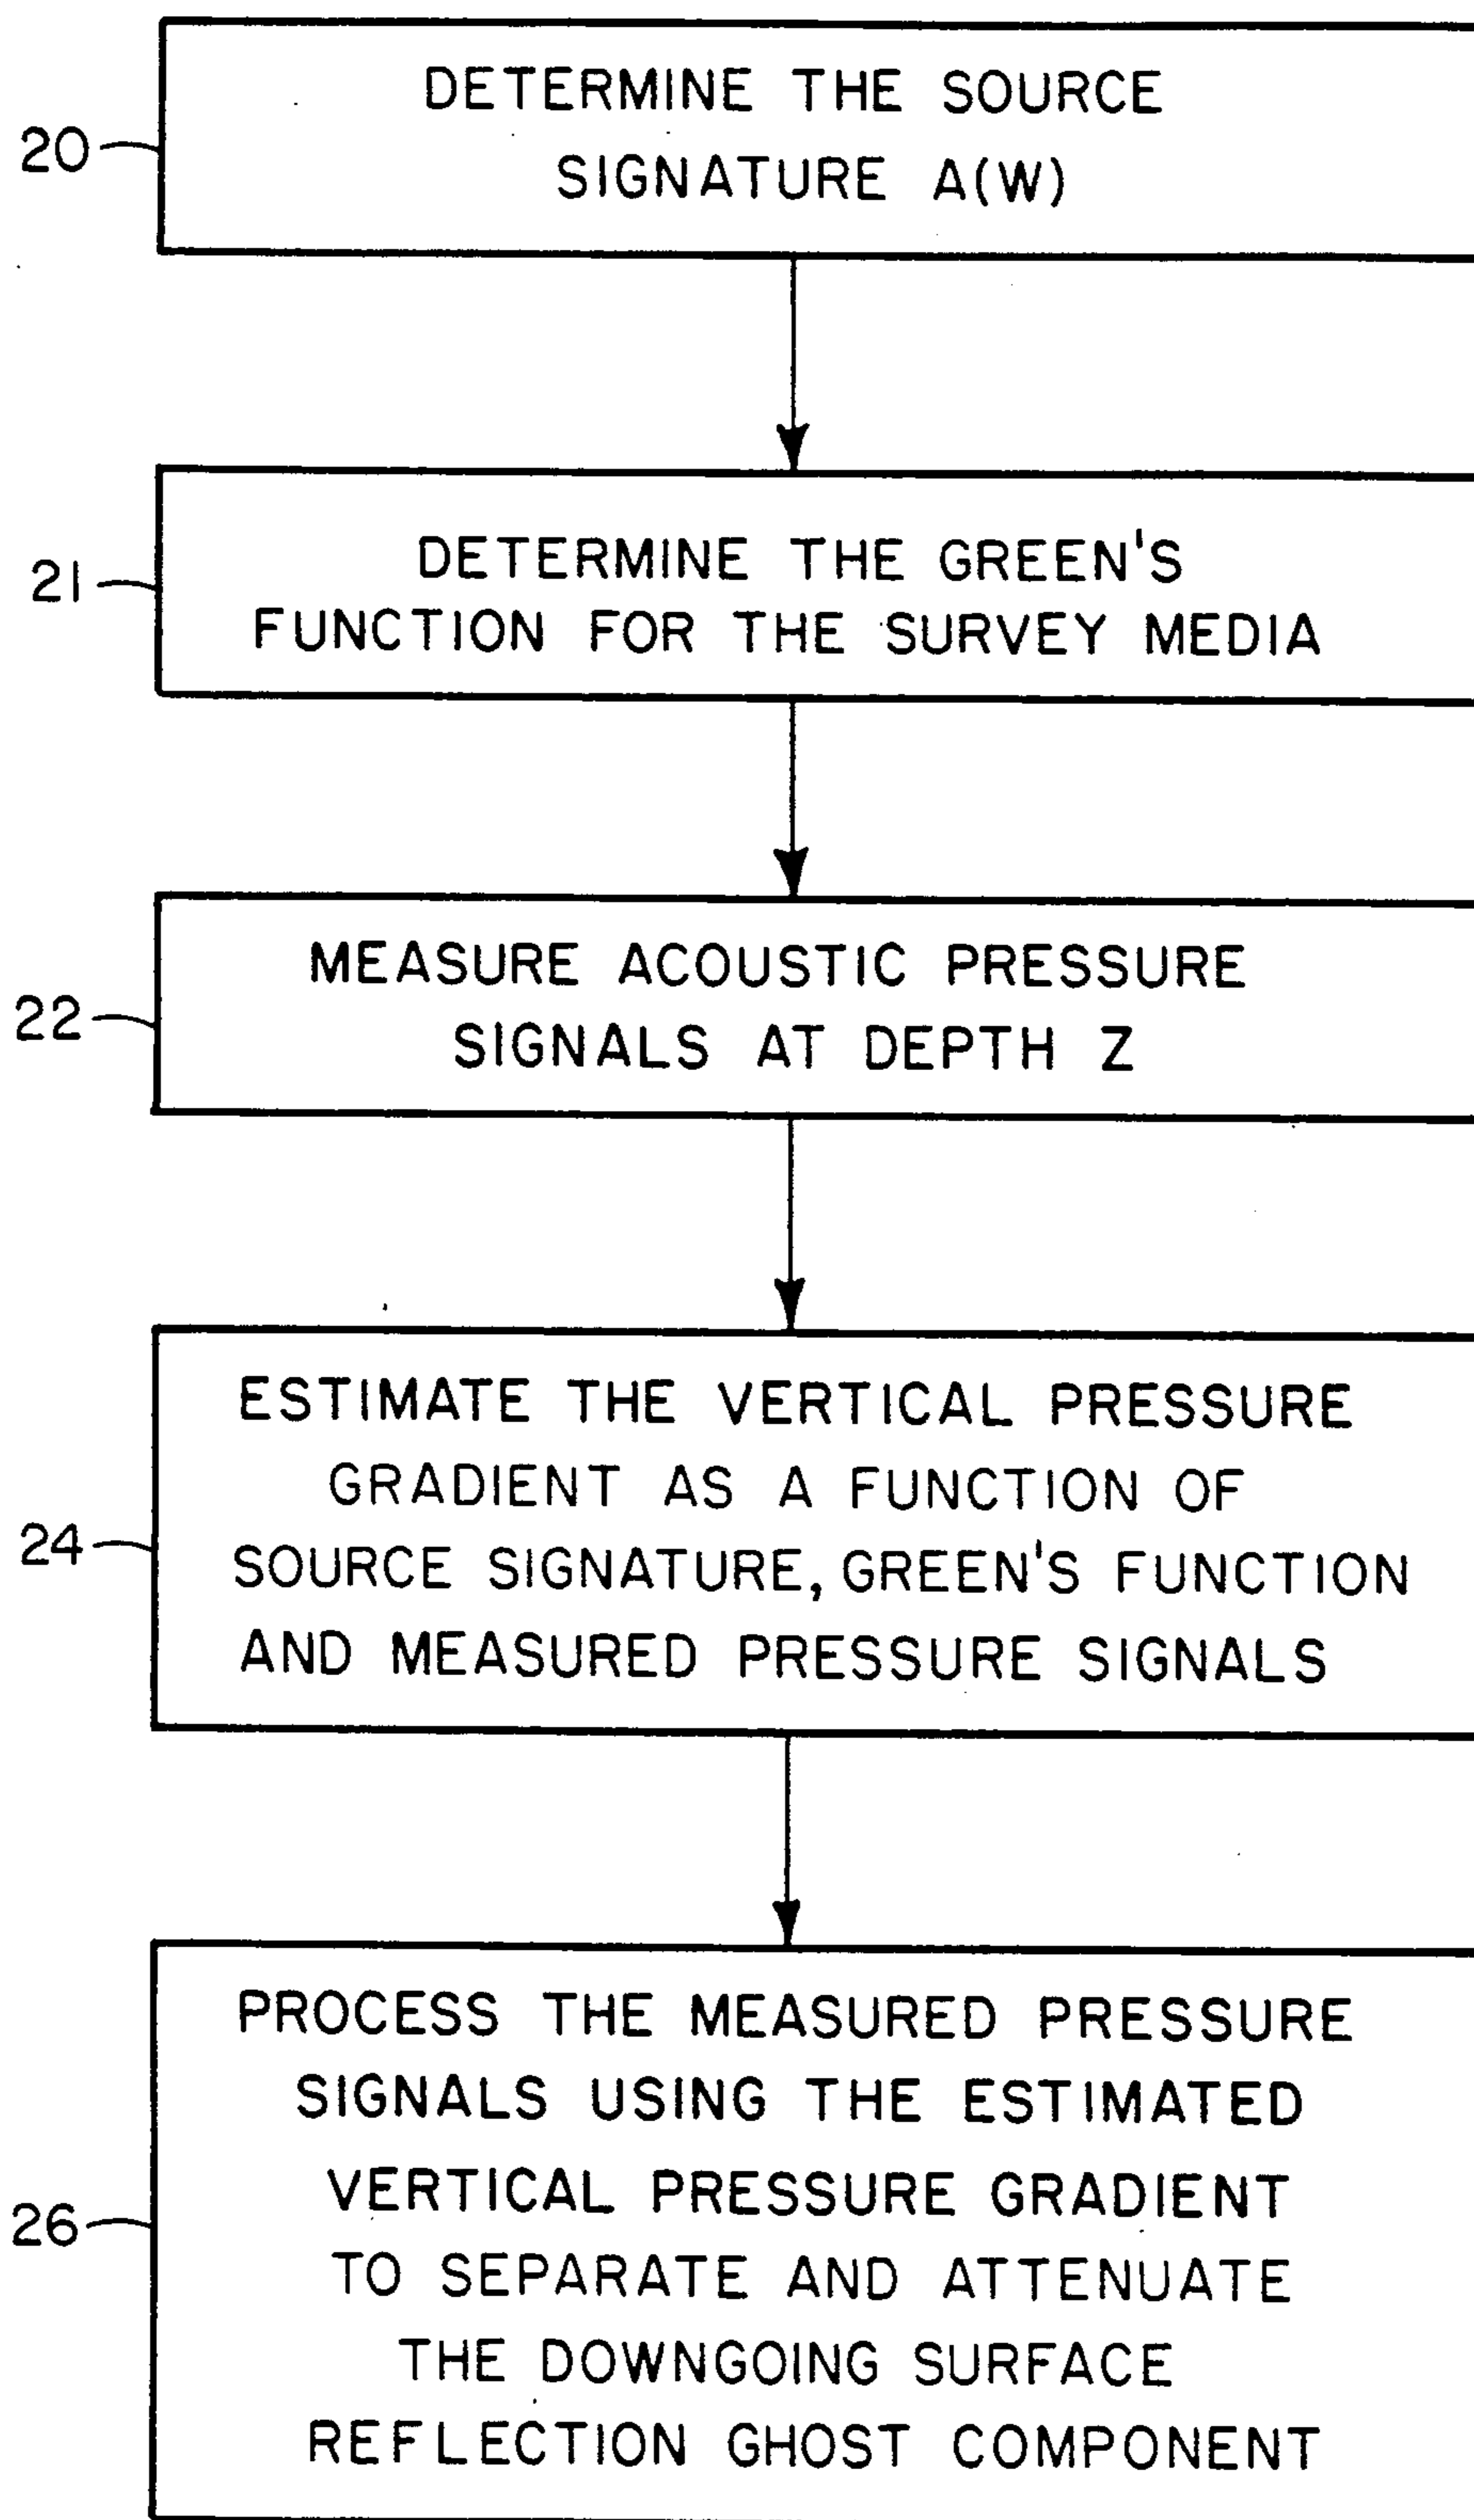 DETERMINE THE SOURCE
SIGNATURE A(W)
20
DETERMINE THE GREEN'S
FUNCTION FOR THE SURVEY MEDIA
21
MEASURE ACOUSTIC PRESSURE
SIGNALS AT DEPTH Z
22
ESTIMATE THE VERTICAL PRESSURE
GRADIENT AS A FUNCTION OF
SOURCE SIGNATURE, GREEN'S FUNCTION
AND MEASURED PRESSURE SIGNALS
24
PROCESS THE MEASURED PRESSURE
SIGNALS USING THE ESTIMATED
VERTICAL PRESSURE GRADIENT
TO SEPARATE AND ATTENUATE
THE DOWNGOING SURFACE
REFLECTION GHOST COMPONENT
26